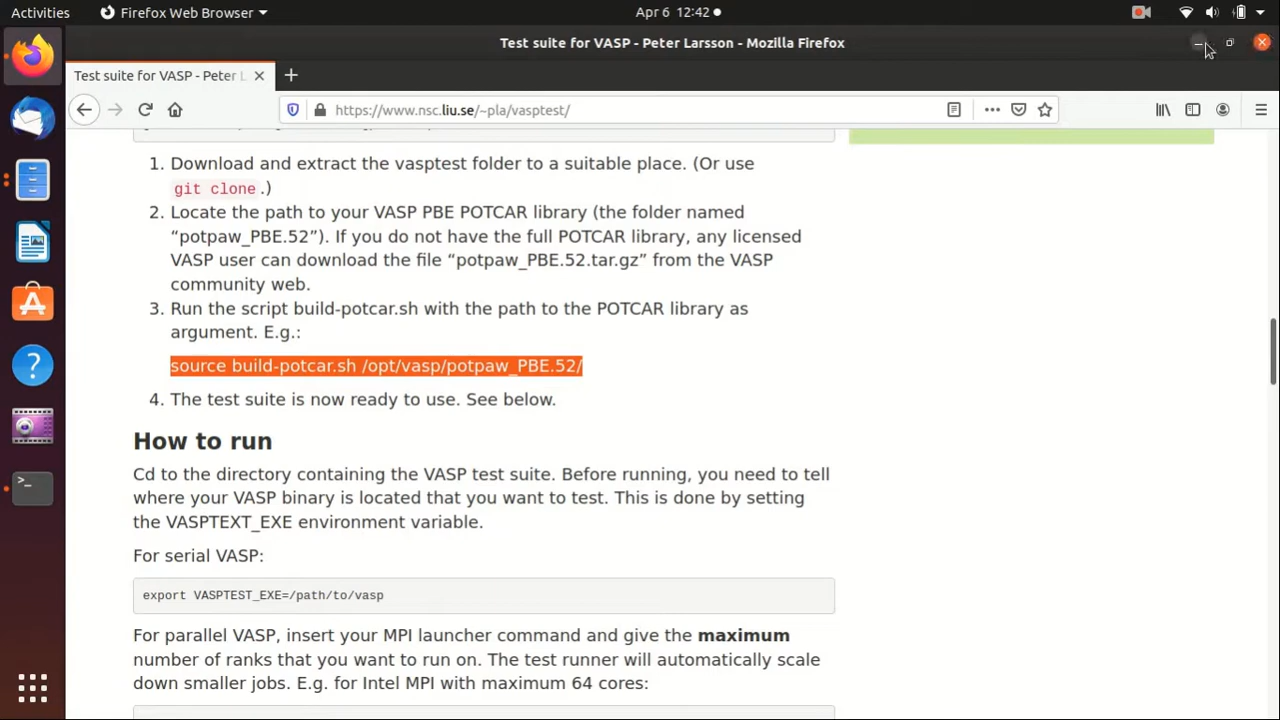 Activities
Firefox Web Browser
Apr 6 12:42
Test suite for VASP - Peter Larsson - Mozilla Firefox
Test suite for VASP - Peter L
https://www.nsc.liu.se/~pla/vasptest/
1. Download and extract the vasptest folder to a suitable place. (Or use
git clone.)
2. Locate the path to your VASP PBE POTCAR library (the folder named
“potpaw_PBE.52”). If you do not have the full POTCAR library, any licensed
VASP user can download the file “potpaw_PBE.52.tar.gz” from the VASP
community web.
3. Run the script build-potcar.sh with the path to the POTCAR library as
argument. E.g.:
source build-potcar.sh /opt/vasp/potpaw_PBE.52/
4. The test suite is now ready to use. See below.
How to run
Cd to the directory containing the VASP test suite. Before running, you need to tell
where your VASP binary is located that you want to test. This is done by setting
the VASPTEXT_EXE environment variable.
For serial VASP:
export VASPTEST_EXE=/path/to/vasp
For parallel VASP, insert your MPI launcher command and give the maximum
number of ranks that you want to run on. The test runner will automatically scale
down smaller jobs. E.g. for Intel MPI with maximum 64 cores: